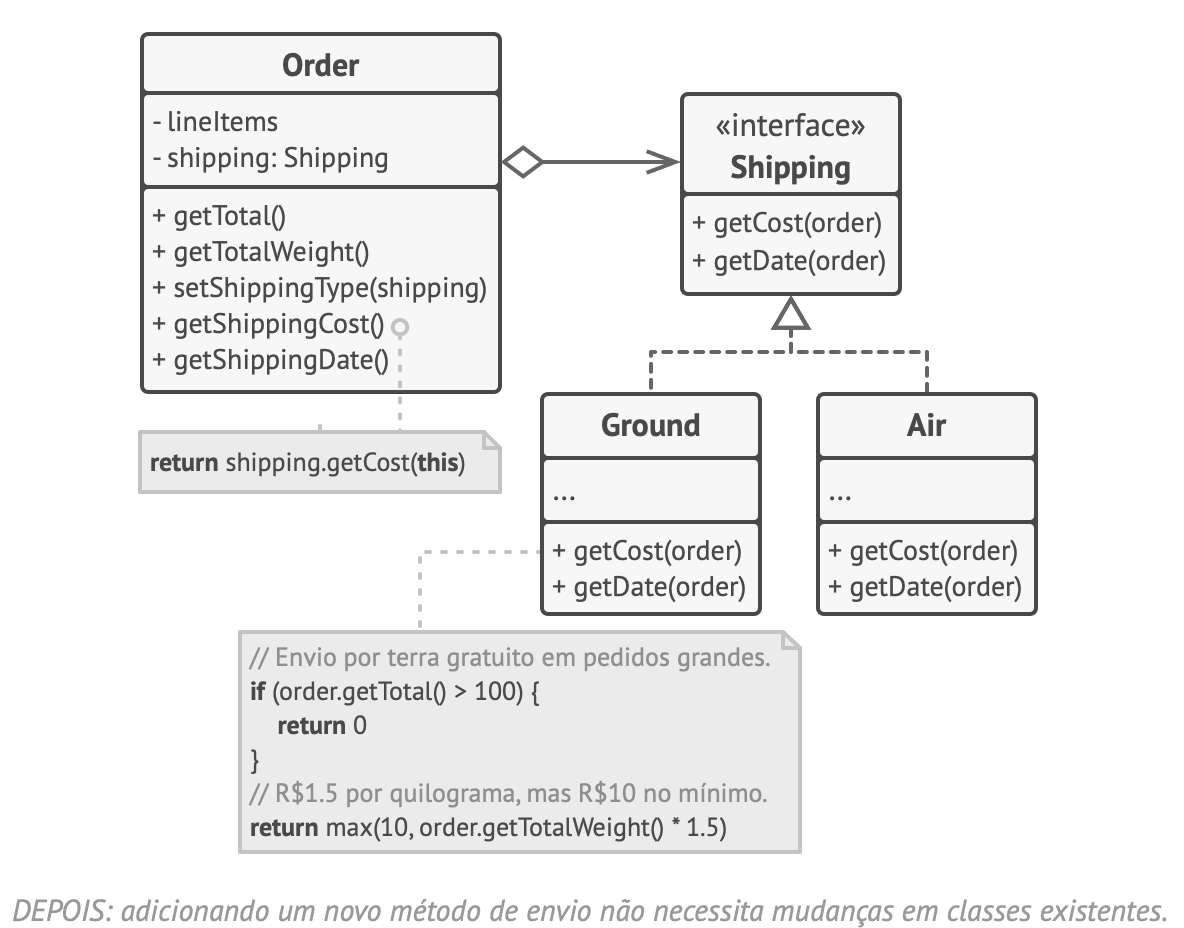 Order
- lineItems
- shipping: Shipping
+ getTotal()
+ getTotalWeight()
+ setShippingType(shipping)
+ getShippingCost()
+ getShippingDate()
return shipping.getCost(this)
«interface»
Shipping
+ getCost(order)
+ getDate(order)
Ground
...
+ getCost(order)
+ getDate(order)
Air
...
+ getCost(order)
+ getDate(order)
// Envio por terra gratuito em pedidos grandes.
if (order.getTotal() > 100) {
return 0
}
// R$1.5 por quilograma, mas R$10 no mínimo.
return max(10, order.getTotalWeight() * 1.5)
DEPOIS: adicionando um novo método de envio não necessita mudanças em classes existentes.